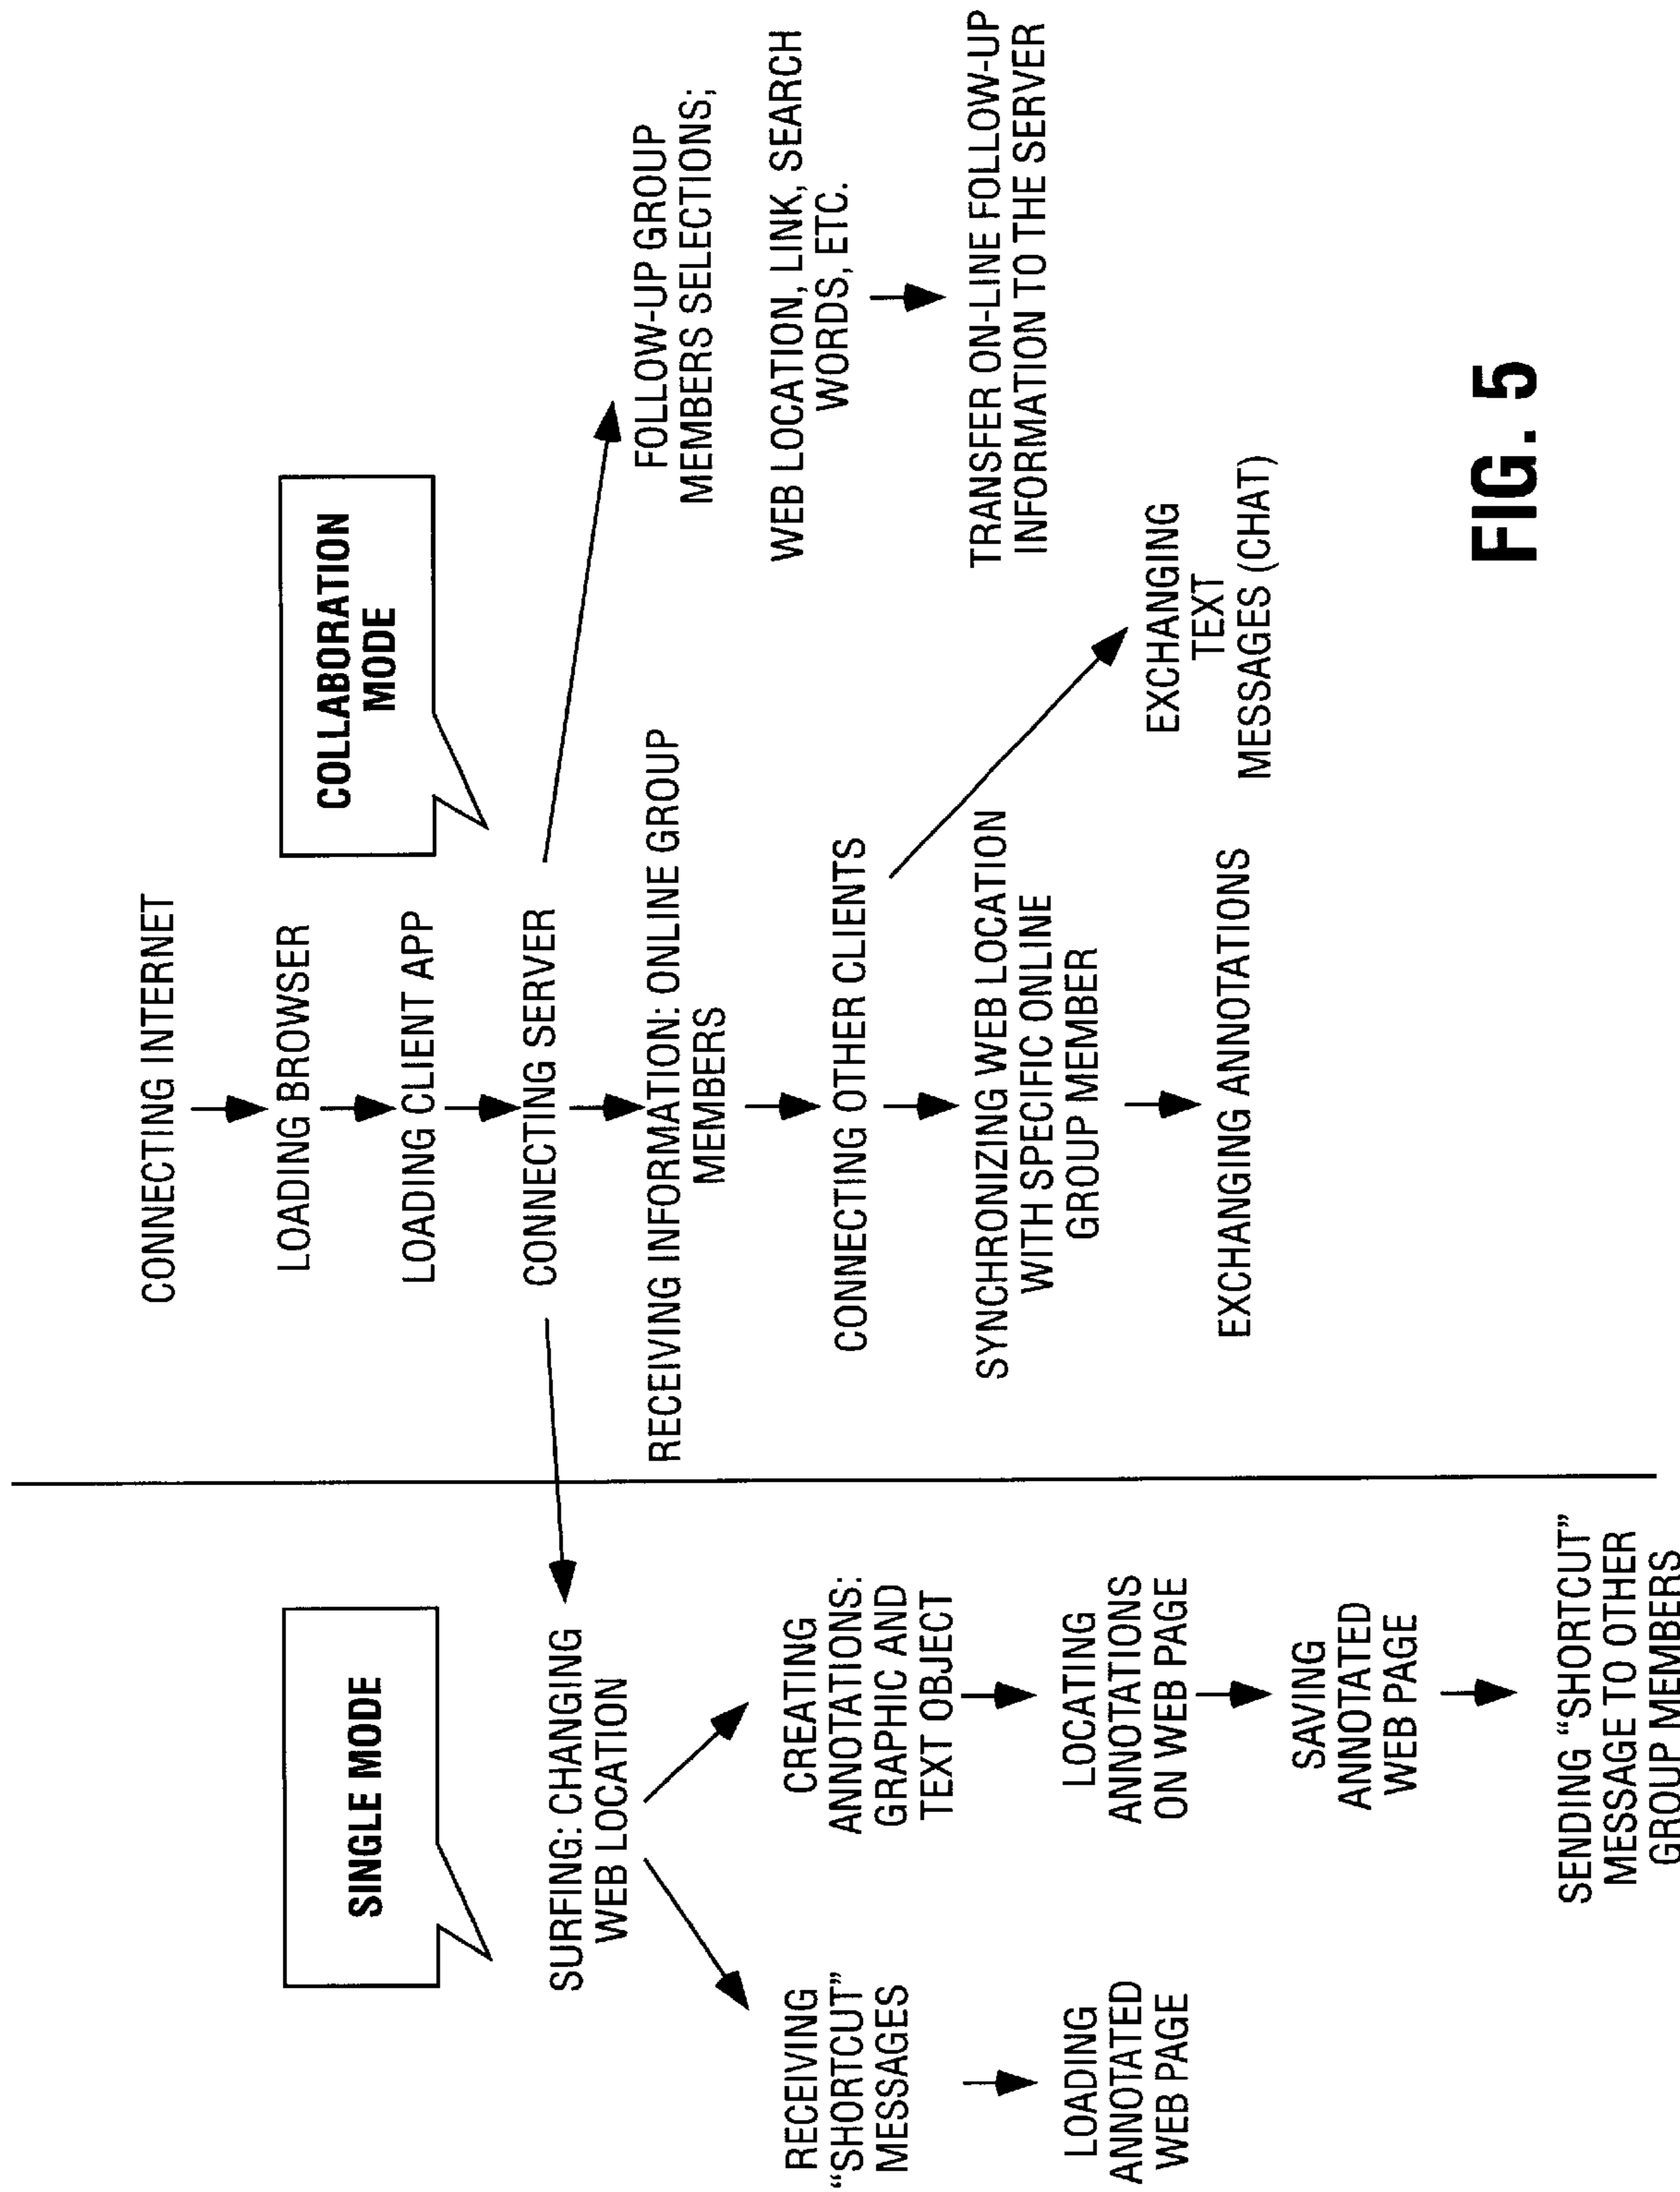 CONNECTING INTERNET
LOADING BROWSER
LOADING CLIENT APP
SINGLE MODE
COLLABORATION
MODE
CONNECTING SERVER
SURFING: CHANGING
WEB LOCATION
RECEIVING
“SHORTCUT”
MESSAGES
LOADING
ANNOTATED
WEB PAGE
CREATING
ANNOTATIONS:
GRAPHIC AND
TEXT OBJECT
LOCATING
ANNOTATIONS
ON WEB PAGE
SAVING
ANNOTATED
WEB PAGE
SENDING “SHORTCUT”
MESSAGE TO OTHER
GROUP MEMBERS
RECEIVING INFORMATION: ONLINE GROUP
MEMBERS
CONNECTING OTHER CLIENTS
SYNCHRONIZING WEB LOCATION
WITH SPECIFIC ONLINE
GROUP MEMBER
EXCHANGING ANNOTATIONS
EXCHANGING
TEXT
MESSAGES (CHAT)
FOLLOW-UP GROUP
MEMBERS SELECTIONS;
WEB LOCATION, LINK, SEARCH
WORDS, ETC.
TRANSFER ON-LINE FOLLOW-UP
INFORMATION TO THE SERVER
FIG. 5